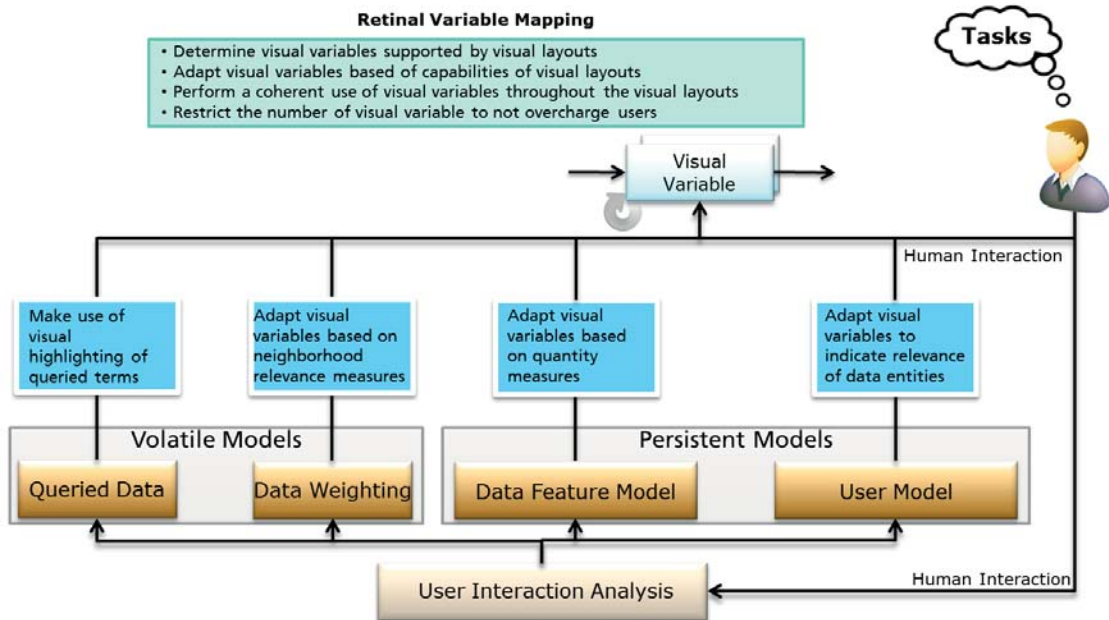 Retinal Variable Mapping
Tasks
• Determine visual variables supported by visual layouts
• Adapt visual variables based of capabilities of visual layouts
• Perform a coherent use of visual variables throughout the visual layouts
• Restrict the number of visual variable to not overcharge users
Visual
Variable
Human Interaction
Make use of
visual
highlighting of
queried terms
Adapt visual
variables based on
neighborhood
relevance measures
Adapt visual
variables based
on quantity
measures
Adapt visual
variables to
indicate relevance
of data entities
Volatile Models
Persistent Models
Queried Data
Data Weighting
Data Feature Model
User Model
User Interaction Analysis
Human Interaction